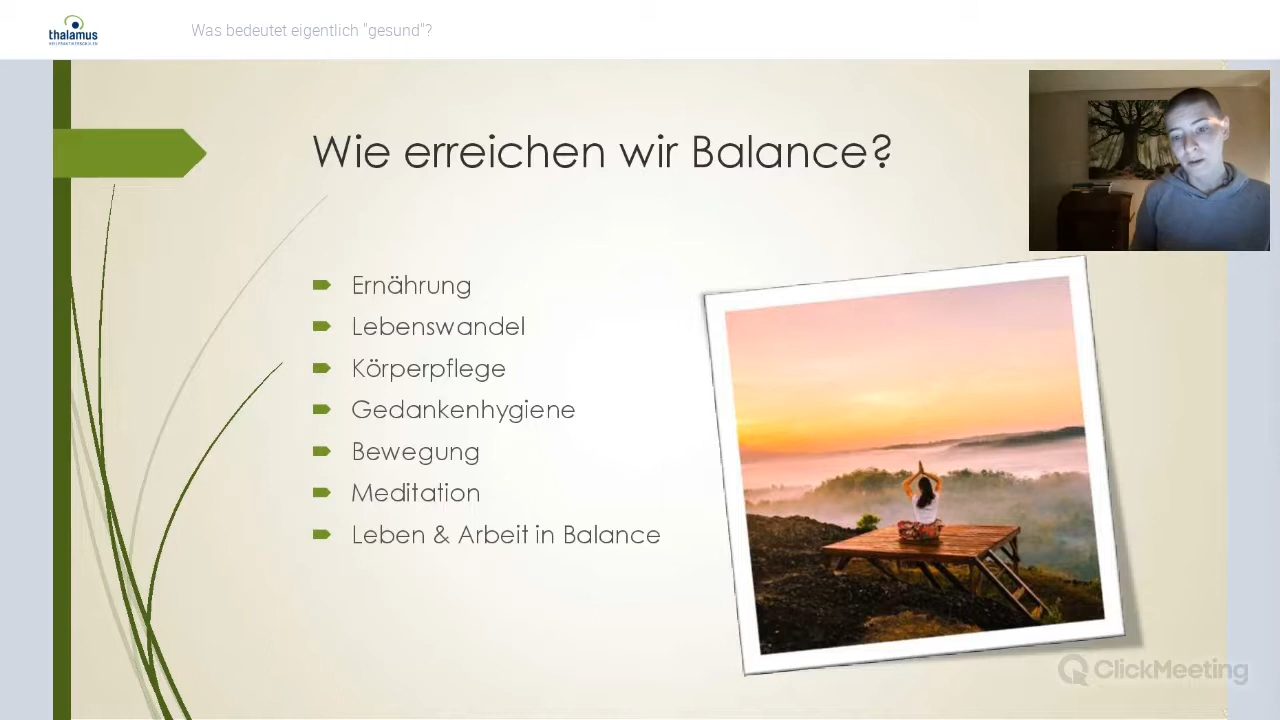 thalamus
HEILPRAKTIKERSCHULEN
Was bedeutet eigentlich "gesund"?
Wie erreichen wir Balance?
Ernährung
Lebenswandel
Körperpflege
Gedankenhygiene
Bewegung
Meditation
Leben & Arbeit in Balance
ClickMeeting